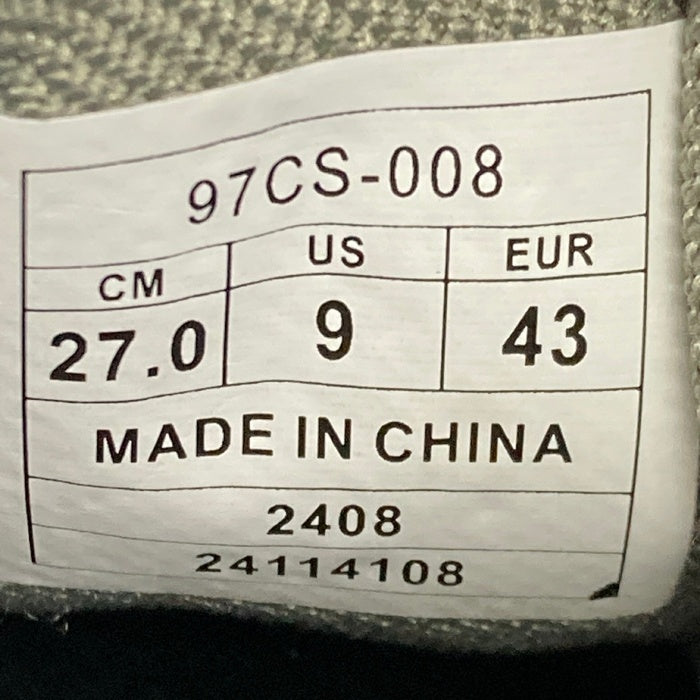 97CS-008
CM US EUR
27.0 9 43
MADE IN CHINA
2408
24114108